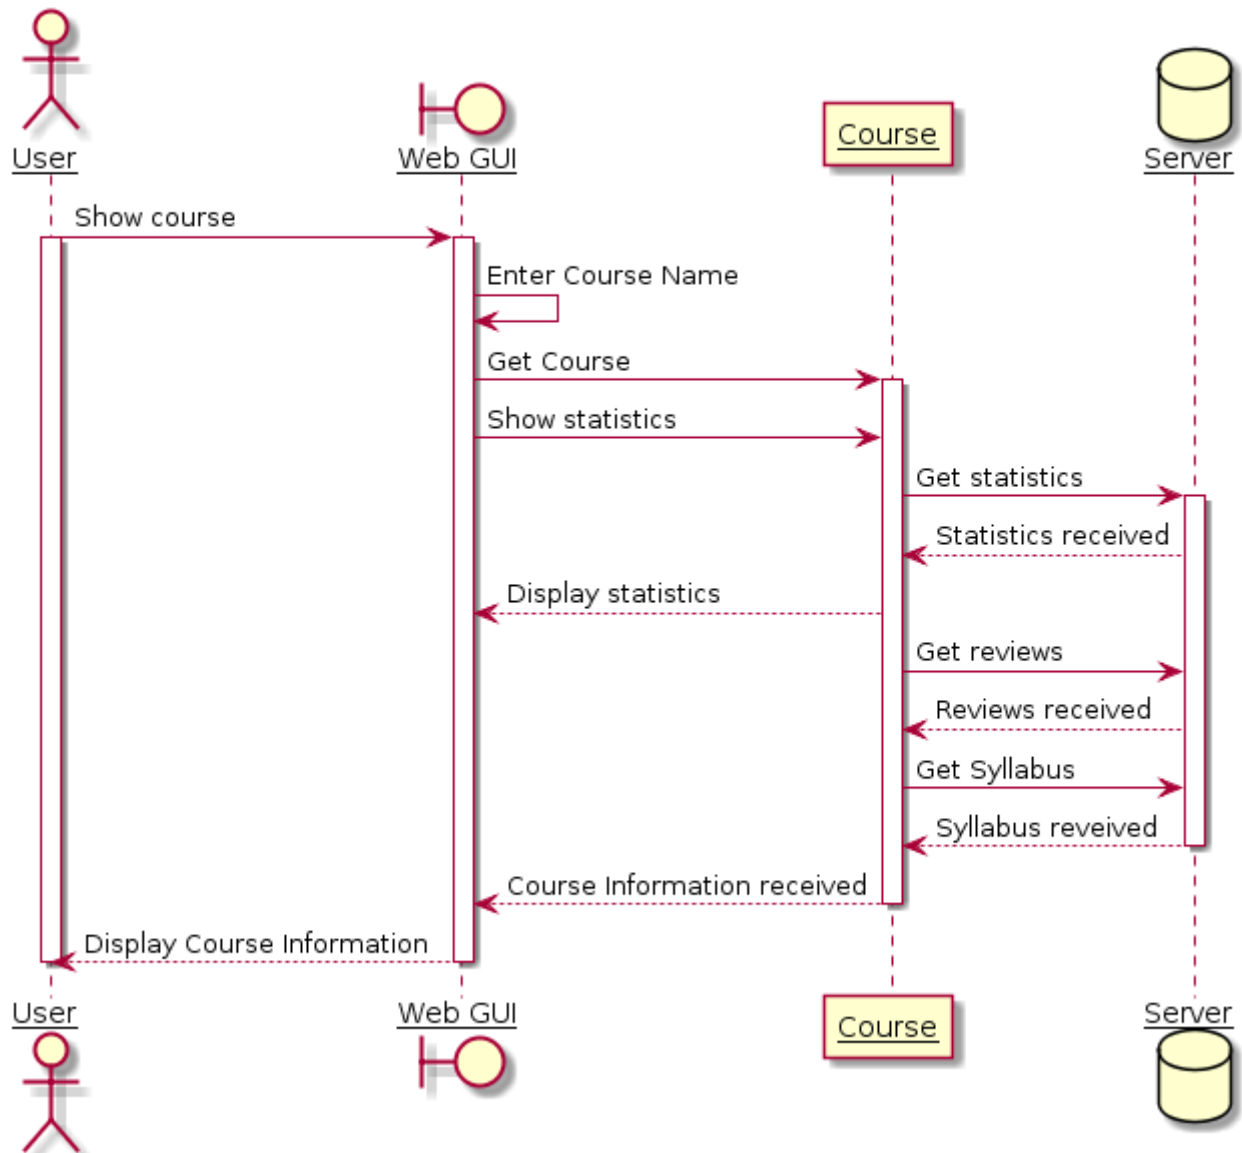 User
Web GUI
Course
Server
Show course
Enter Course Name
Get Course
Show statistics
Get statistics
Statistics received
Display statistics
Get reviews
Reviews received
Get Syllabus
Syllabus reveived
Course Information received
Display Course Information
User
Web GUI
Course
Server